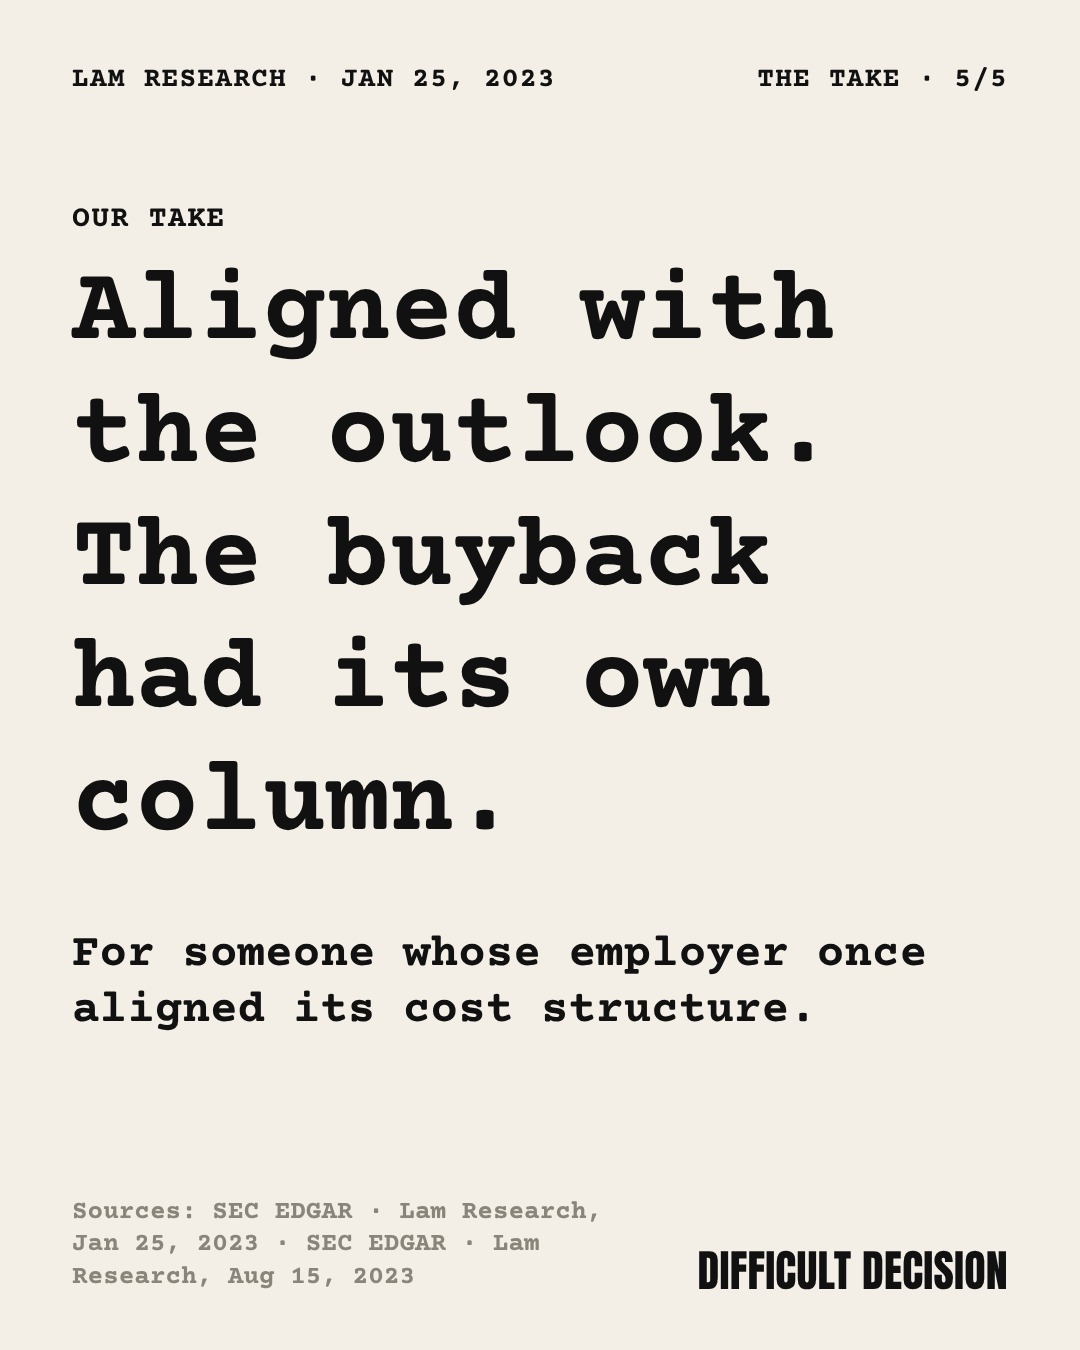 LAM RESEARCH · JAN 25, 2023
THE TAKE · 5/5
OUR TAKE
Aligned with
the outlook.
The buyback
had its own
column.
For someone whose employer once
aligned its cost structure.
Sources: SEC EDGAR · Lam Research,
Jan 25, 2023 · SEC EDGAR · Lam
Research, Aug 15, 2023
DIFFICULT DECISION